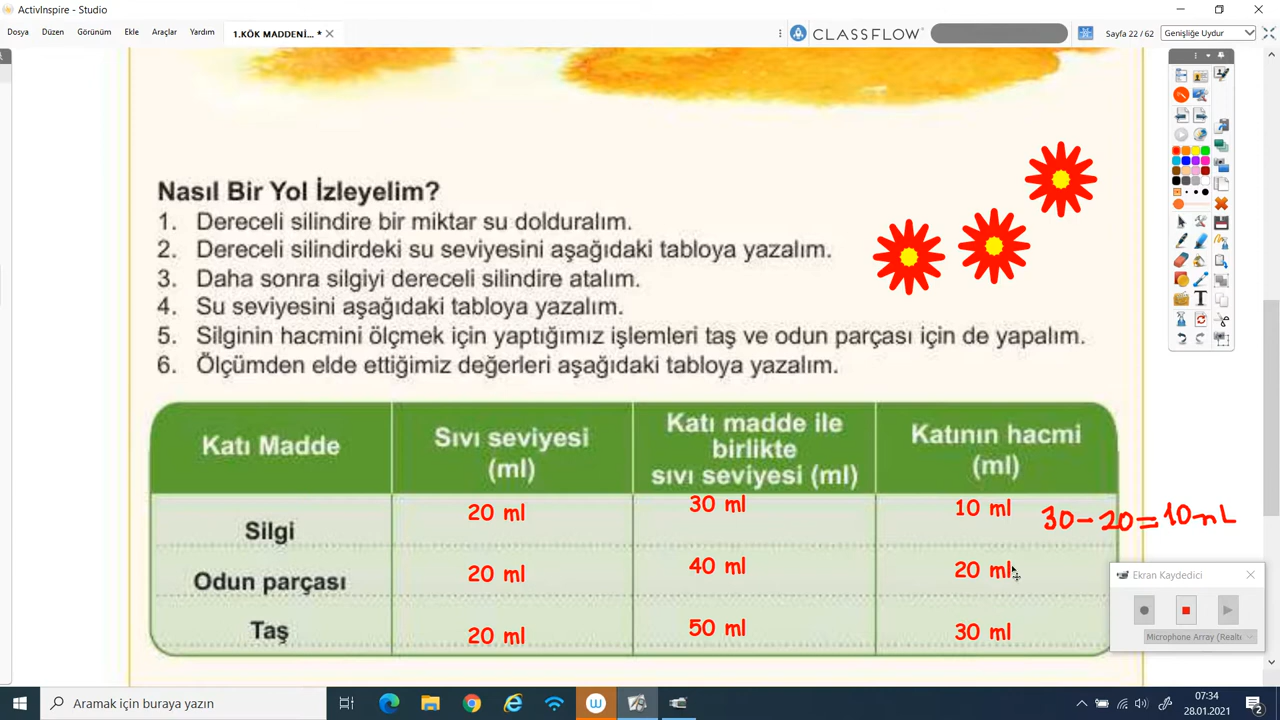 ActivInspire - Studio
Dosya Düzen Görünüm Ekle Araçlar Yardım
1.KÖK MADDENİ... *
CLASSFLOW
Sayfa 22 / 62
Genişliğe Uydur
Nasıl Bir Yol İzleyelim?
1. Dereceli silindire bir miktar su dolduralım.
2. Dereceli silindirdeki su seviyesini aşağıdaki tabloya yazalım.
3. Daha sonra silgiyi dereceli silindire atalım.
4. Su seviyesini aşağıdaki tabloya yazalım.
5. Silginin hacmini ölçmek için yaptığımız işlemleri taş ve odun parçası için de yapalım.
6. Ölçümden elde ettiğimiz değerleri aşağıdaki tabloya yazalım.
Katı Madde
Sıvı seviyesi
(ml)
Katı madde ile
birlikte
sıvı seviyesi (ml)
Katının hacmi
(ml)
Silgi 20 ml 30 ml 10 ml 30-20=10mL
Odun parçası 20 ml 40 ml 20 ml
Taş 20 ml 50 ml 30 ml
Ekran Kaydedici
Microphone Array (Realte
Aramak için buraya yazın
07:34
28.01.2021
2